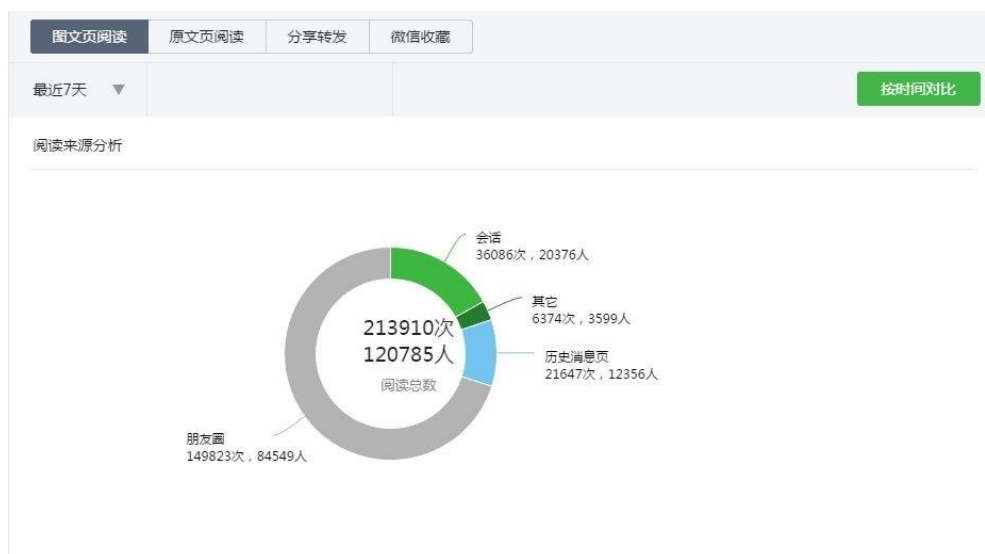 图文页阅读 原文页阅读 分享转发 微信收藏
最近7天 ▼ 按时间对比
阅读来源分析
会话
36086次，20376人
其它
6374次，3599人
213910次
120785人
阅读总数
历史消息页
21647次，12356人
朋友圈
149823次，84549人